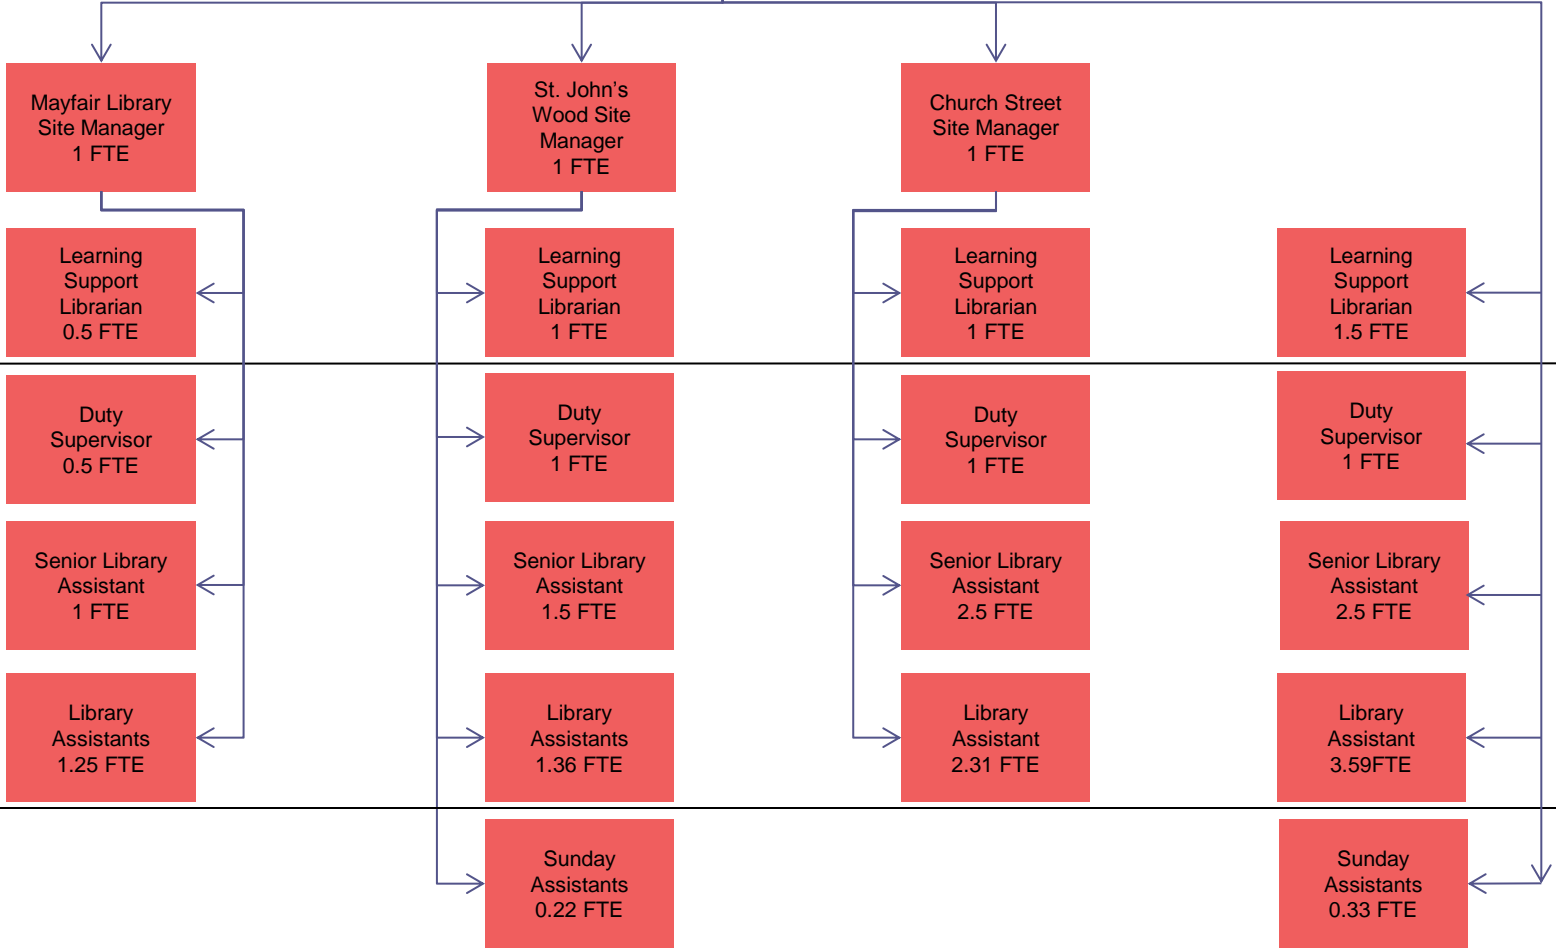 Mayfair Library
Site Manager
1 FTE
St. John’s
Wood Site
Manager
1 FTE
Church Street
Site Manager
1 FTE
Learning
Support
Librarian
0.5 FTE
Learning
Support
Librarian
1 FTE
Learning
Support
Librarian
1 FTE
Learning
Support
Librarian
1.5 FTE
Duty
Supervisor
0.5 FTE
Duty
Supervisor
1 FTE
Duty
Supervisor
1 FTE
Duty
Supervisor
1 FTE
Senior Library
Assistant
1 FTE
Senior Library
Assistant
1.5 FTE
Senior Library
Assistant
2.5 FTE
Senior Library
Assistant
2.5 FTE
Library
Assistants
1.25 FTE
Library
Assistants
1.36 FTE
Library
Assistant
2.31 FTE
Library
Assistant
3.59FTE
Sunday
Assistants
0.22 FTE
Sunday
Assistants
0.33 FTE